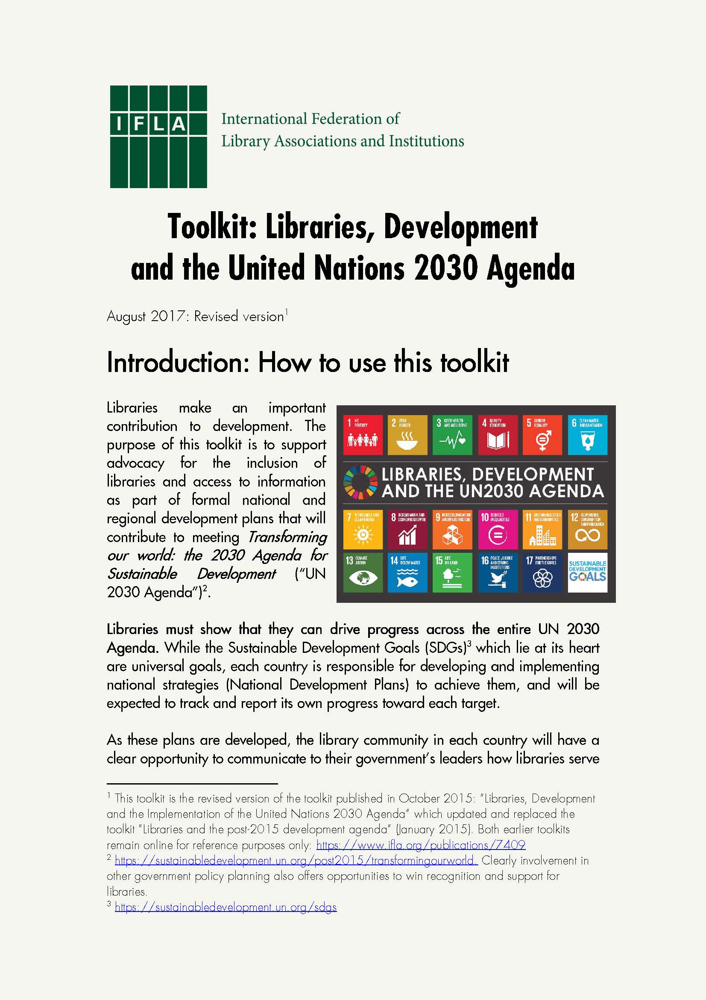 IFLA
International Federation of
Library Associations and Institutions
Toolkit: Libraries, Development
and the United Nations 2030 Agenda
August 2017: Revised version1
Introduction: How to use this toolkit
Libraries make an important
contribution to development. The
purpose of this toolkit is to support
advocacy for the inclusion of
libraries and access to information
as part of formal national and
regional development plans that will
contribute to meeting Transforming
our world: the 2030 Agenda for
Sustainable Development (“UN
2030 Agenda”)2.
1 NO
POVERTY
2 ZERO
HUNGER
3 GOOD HEALTH
AND WELL-BEING
4 QUALITY
EDUCATION
5 GENDER
EQUALITY
6 CLEAN WATER
AND SANITATION
LIBRARIES, DEVELOPMENT
AND THE UN2030 AGENDA
7 AFFORDABLE AND
CLEAN ENERGY
8 DECENT WORK AND
ECONOMIC GROWTH
9 INDUSTRY, INNOVATION
AND INFRASTRUCTURE
10 REDUCED
INEQUALITIES
11 SUSTAINABLE CITIES
AND COMMUNITIES
12 RESPONSIBLE
CONSUMPTION
AND PRODUCTION
13 CLIMATE
ACTION
14 LIFE
BELOW WATER
15 LIFE
ON LAND
16 PEACE, JUSTICE
AND STRONG
INSTITUTIONS
17 PARTNERSHIPS
FOR THE GOALS
SUSTAINABLE
DEVELOPMENT
GOALS
Libraries must show that they can drive progress across the entire UN 2030
Agenda. While the Sustainable Development Goals (SDGs)3 which lie at its heart
are universal goals, each country is responsible for developing and implementing
national strategies (National Development Plans) to achieve them, and will be
expected to track and report its own progress toward each target.
As these plans are developed, the library community in each country will have a
clear opportunity to communicate to their government’s leaders how libraries serve
1 This toolkit is the revised version of the toolkit published in October 2015: “Libraries, Development
and the Implementation of the United Nations 2030 Agenda” which updated and replaced the
toolkit “Libraries and the post-2015 development agenda” (January 2015). Both earlier toolkits
remain online for reference purposes only: https://www.ifla.org/publications/7409
2 https://sustainabledevelopment.un.org/post2015/transformingourworld. Clearly involvement in
other government policy planning also offers opportunities to win recognition and support for
libraries.
3 https://sustainabledevelopment.un.org/sdgs